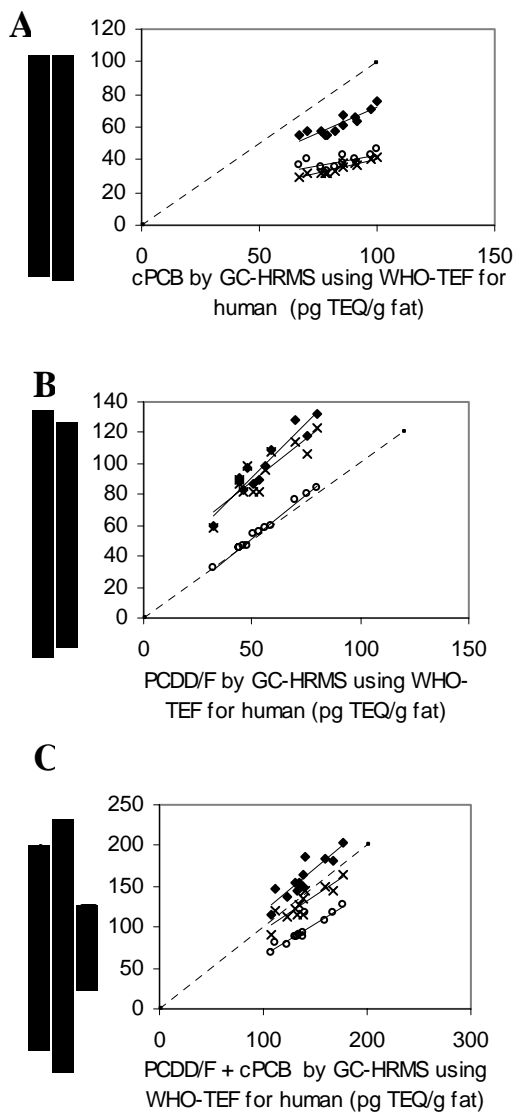 A
120
100
80
60
40
20
0
0 50 100 150
cPCB by GC-HRMS using WHO-TEF for
human (pg TEQ/g fat)
B
140
120
100
80
60
40
20
0
0 50 100 150
PCDD/F by GC-HRMS using WHO-
TEF for human (pg TEQ/g fat)
C
250
200
150
100
50
0
0 100 200 300
PCDD/F + cPCB by GC-HRMS using
WHO-TEF for human (pg TEQ/g fat)